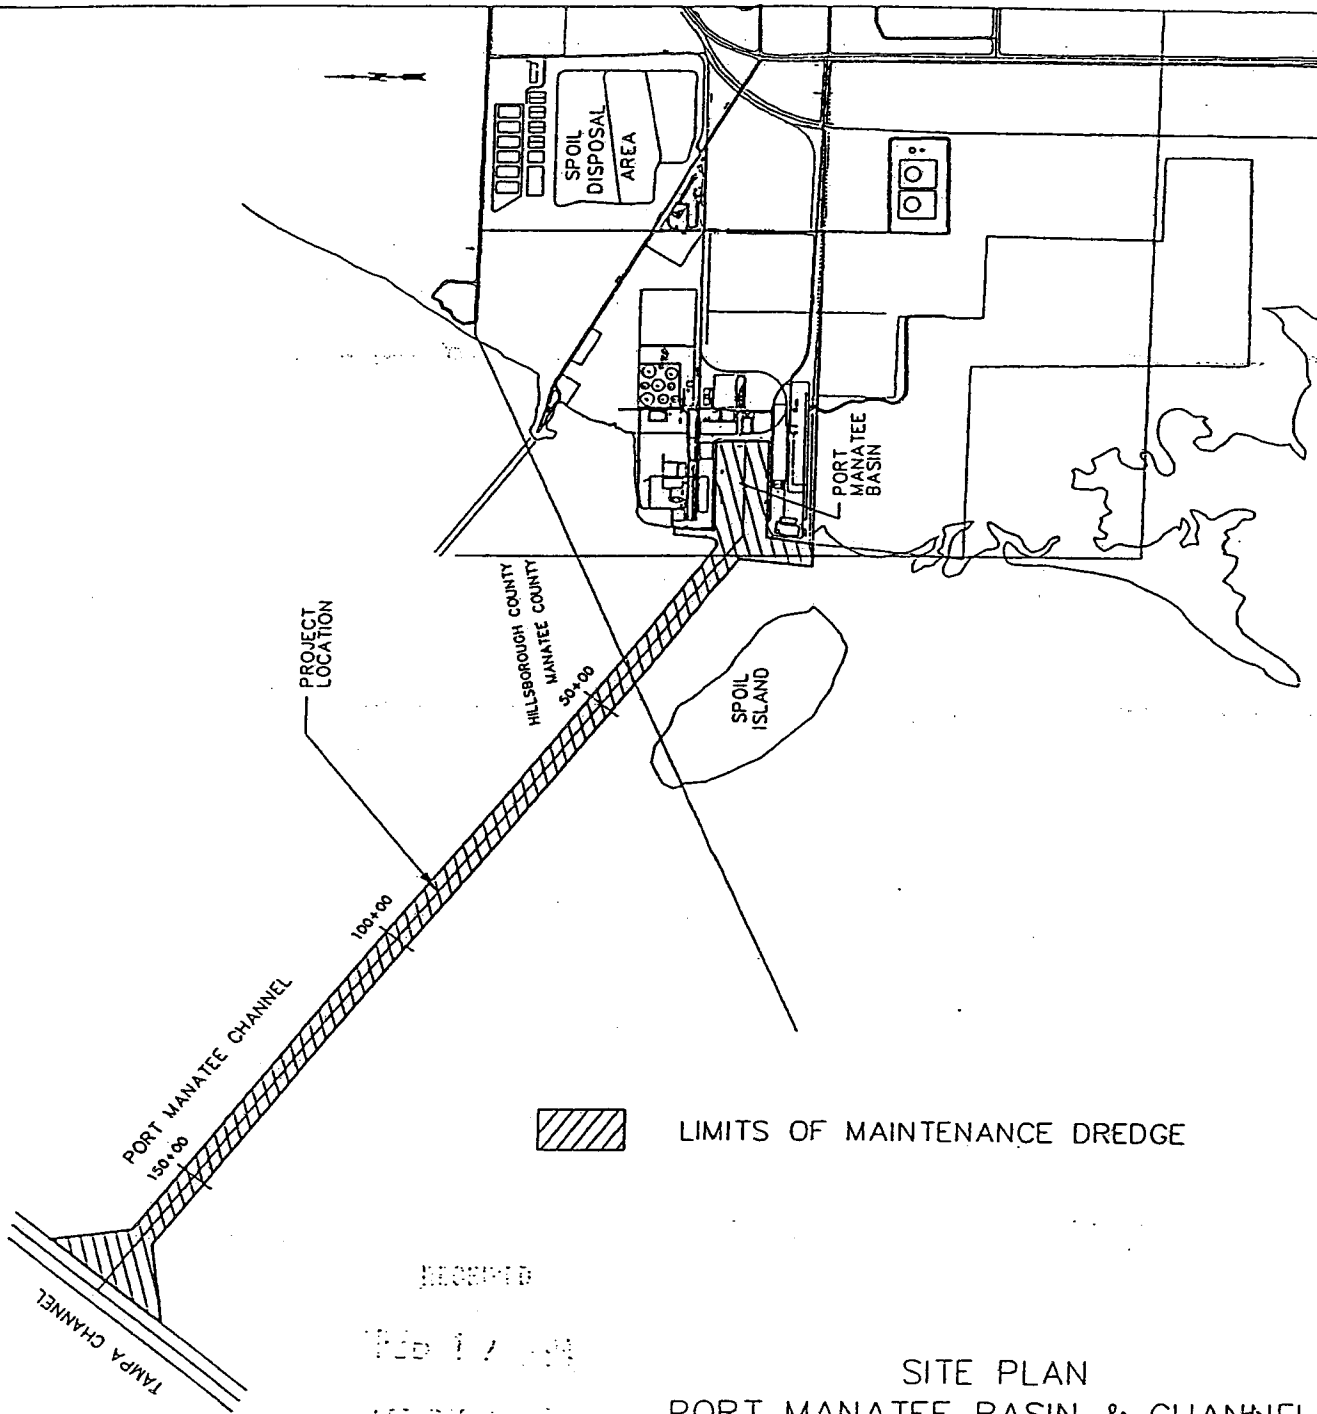 SPOIL
DISPOSAL
AREA
PORT
MANATEE
BASIN
PROJECT
LOCATION
HILLSBOROUGH COUNTY
MANATEE COUNTY
50+00
SPOIL
ISLAND
100+00
PORT MANATEE CHANNEL
150+00
TAMPA CHANNEL
LIMITS OF MAINTENANCE DREDGE
RECEIVED
SITE PLAN
PORT MANATEE BASIN & CHANNEL